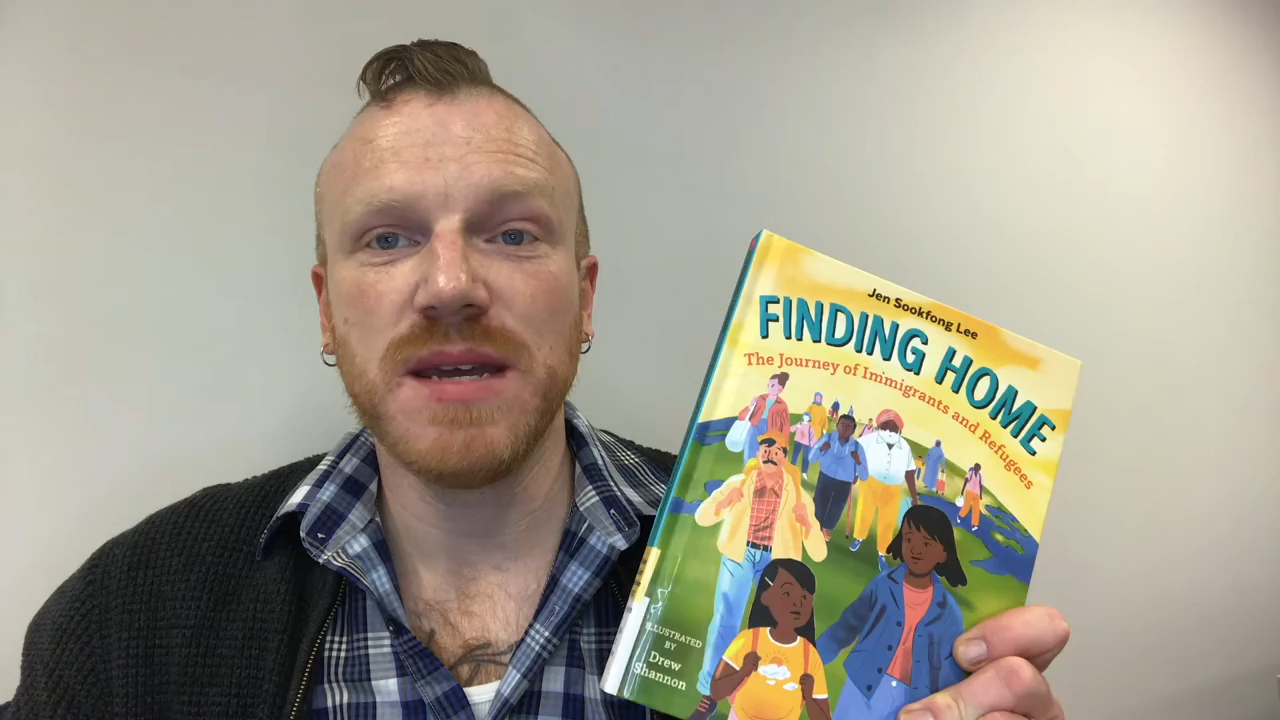 Jen Sookfong Lee
FINDING HOME
The Journey of Immigrants and Refugees
ILLUSTRATED
BY
Drew
Shannon